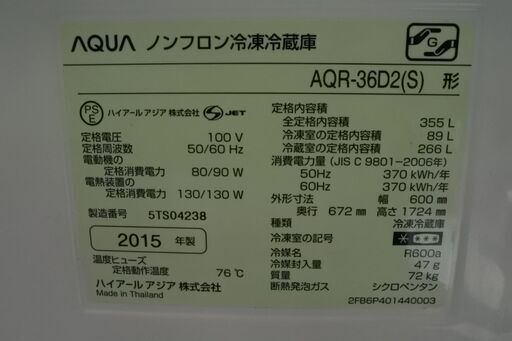 AQUA ノンフロン冷凍冷蔵庫
G
AQR-36D2(S) 形
PS
E
ハイアール アジア 株式会社 JET
定格電圧 100 V
定格周波数 50/60 Hz
電動機の
定格消費電力 80/90 W
電熱装置の
定格消費電力 130/130 W
製造番号 5TS04238
2015 年製
温度ヒューズ
定格動作温度 76℃
ハイアール アジア 株式会社
Made in Thailand
定格内容積
全定格内容積 355 L
冷凍室の定格内容積 89 L
冷蔵室の定格内容積 266 L
消費電力量 (JIS C 9801-2006年)
50Hz 370 kWh/年
60Hz 370 kWh/年
外形寸法 幅 600 mm
奥行 672 mm 高さ 1724 mm
種類 冷凍冷蔵庫
冷凍室の記号
冷媒名 R600a
冷媒封入量 47 g
質量 72 kg
断熱発泡ガス シクロペンタン
2FB6P401440003